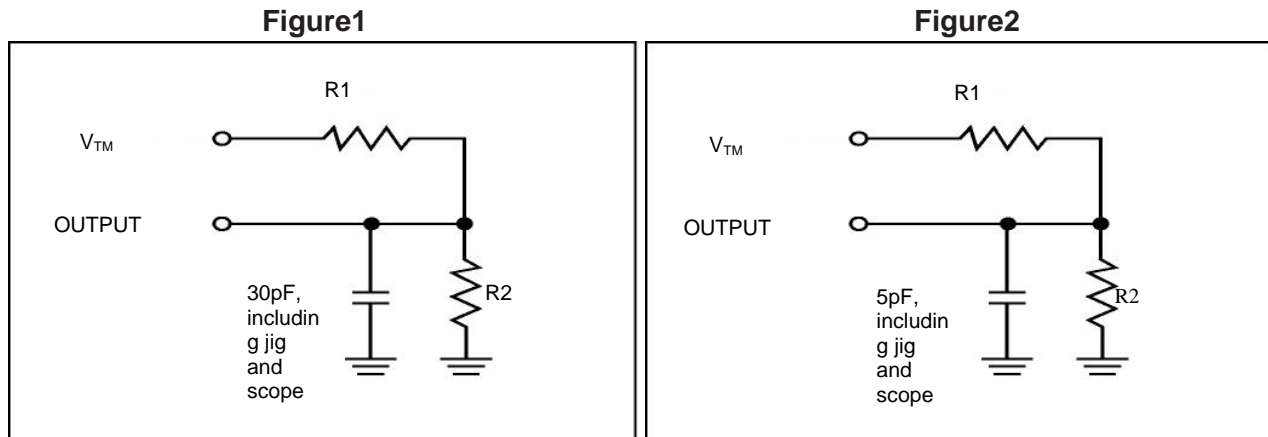 Figure1
R1
VTM
OUTPUT
30pF,
includin
g jig
and
scope
R2
Figure2
R1
VTM
OUTPUT
5pF,
includin
g jig
and
scope
R2